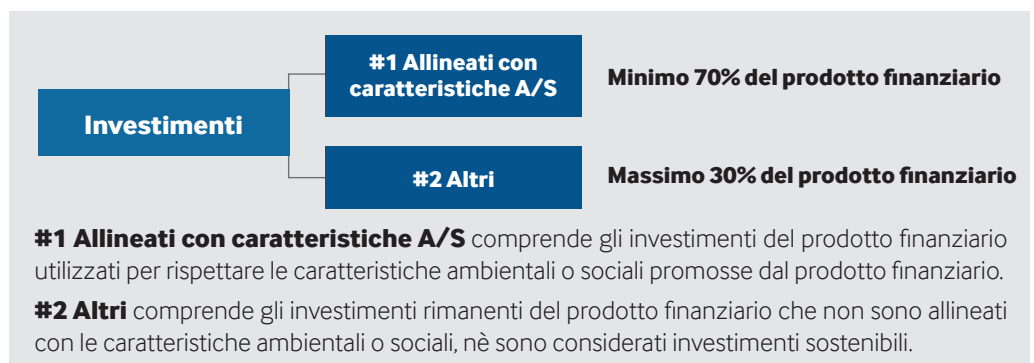 #1 Allineati con
caratteristiche A/S
Minimo 70% del prodotto finanziario
Investimenti
#2 Altri
Massimo 30% del prodotto finanziario
#1 Allineati con caratteristiche A/S comprende gli investimenti del prodotto finanziario
utilizzati per rispettare le caratteristiche ambientali o sociali promosse dal prodotto finanziario.
#2 Altri comprende gli investimenti rimanenti del prodotto finanziario che non sono allineati
con le caratteristiche ambientali o sociali, nè sono considerati investimenti sostenibili.